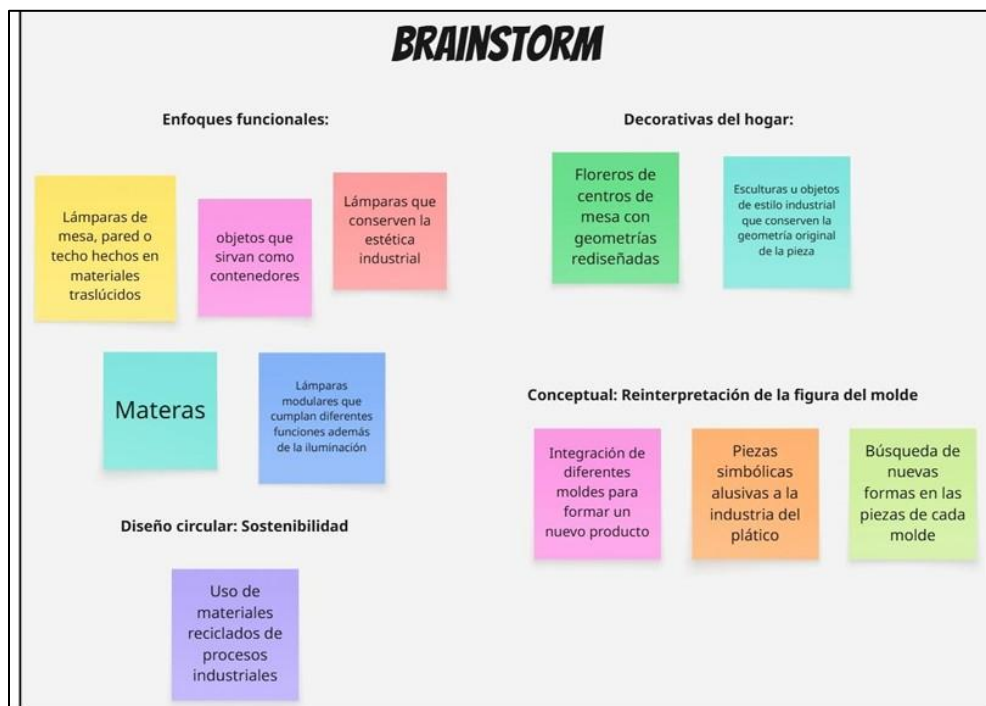 BRAINSTORM
Enfoques funcionales:
Lámparas de
mesa, pared o
techo hechos en
materiales
traslúcidos
objetos que
sirvan como
contenedores
Lámparas que
conserven la
estética
industrial
Materas
Lámparas
modulares que
cumplan diferentes
funciones además
de la iluminación
Decorativas del hogar:
Floreros de
centros de
mesa con
geometrías
rediseñadas
Esculturas u objetos
de estilo industrial
que conserven la
geometría original
de la pieza
Conceptual: Reinterpretación de la figura del molde
Integración de
diferentes
moldes para
formar un
nuevo producto
Piezas
simbólicas
alusivas a la
industria del
plático
Búsqueda de
nuevas
formas en las
piezas de cada
molde
Diseño circular: Sostenibilidad
Uso de
materiales
reciclados de
procesos
industriales